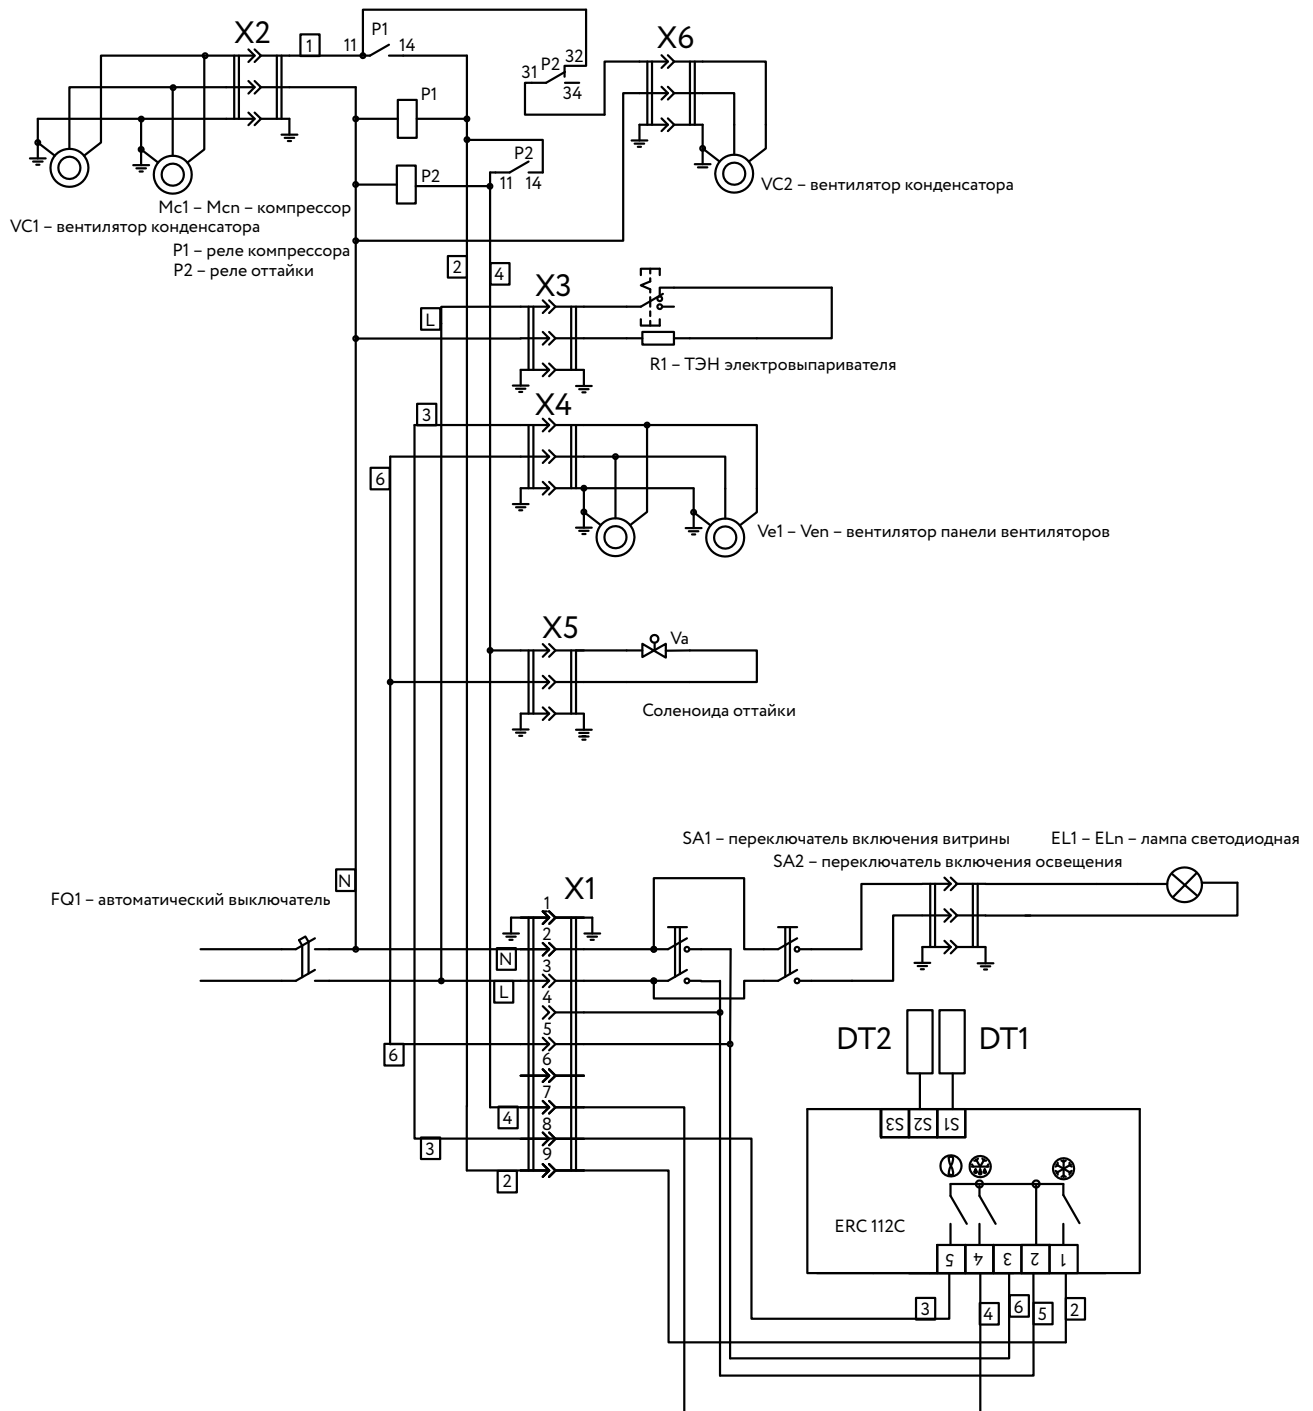 X2
1
P1
11
14
32
31
P2
34
X6
P1
P2
P2
11
14
VC2 – вентилятор конденсатора
Mc1 – Mcn – компрессор
VC1 – вентилятор конденсатора
P1 – реле компрессора
P2 – реле оттайки
2
4
X3
L
R1 – ТЭН электровыпаривателя
X4
3
6
Ve1 – Ven – вентилятор панели вентиляторов
X5
Va
Соленоида оттайки
SA1 – переключатель включения витрины
EL1 – ELn – лампа светодиодная
SA2 – переключатель включения освещения
N
X1
FQ1 – автоматический выключатель
1
2
N
3
L
4
5
6
6
7
4
8
3
9
2
DT2
DT1
S3
S2
S1
ERC 112C
5
4
3
2
1
3
4
6
5
2